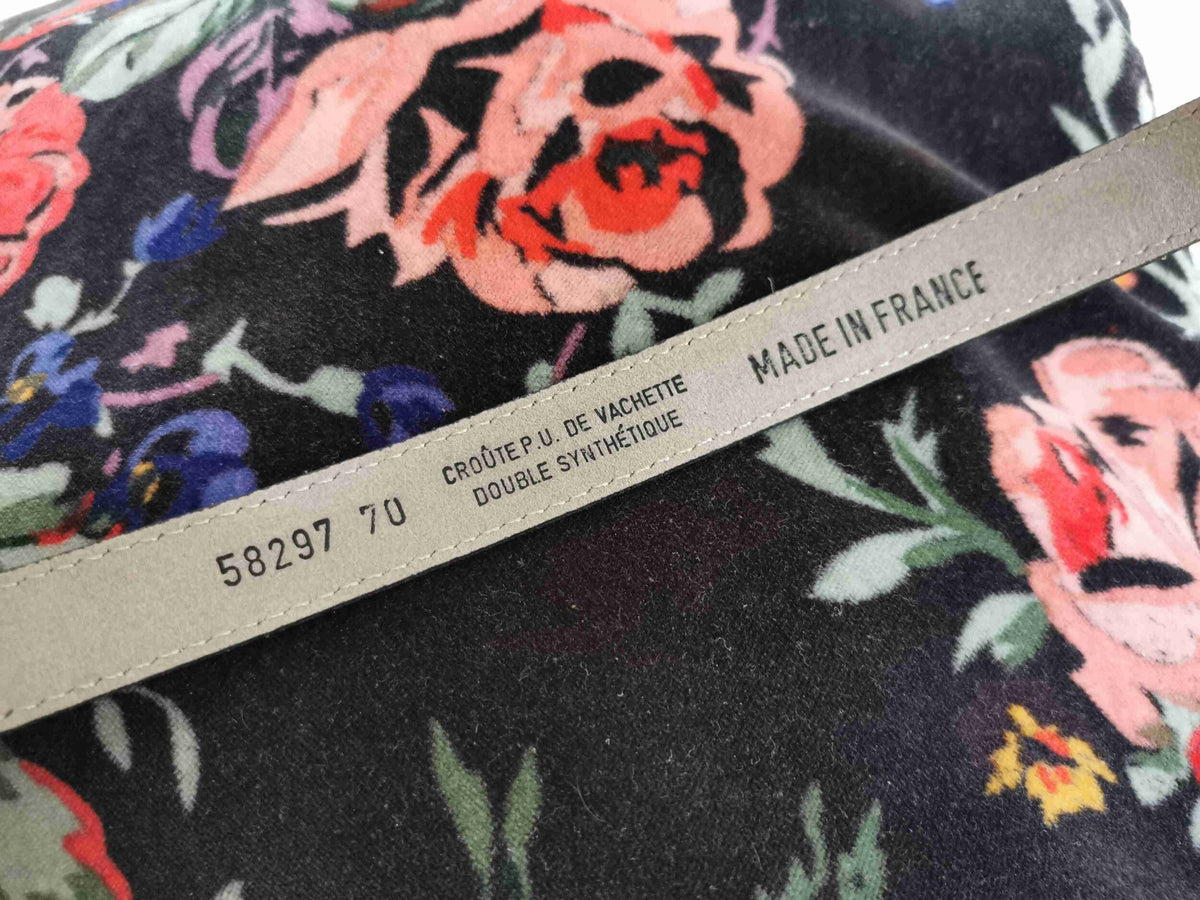 58297 70
CROÛTE P.U. DE VACHETTE
DOUBLE SYNTHÉTIQUE
MADE IN FRANCE